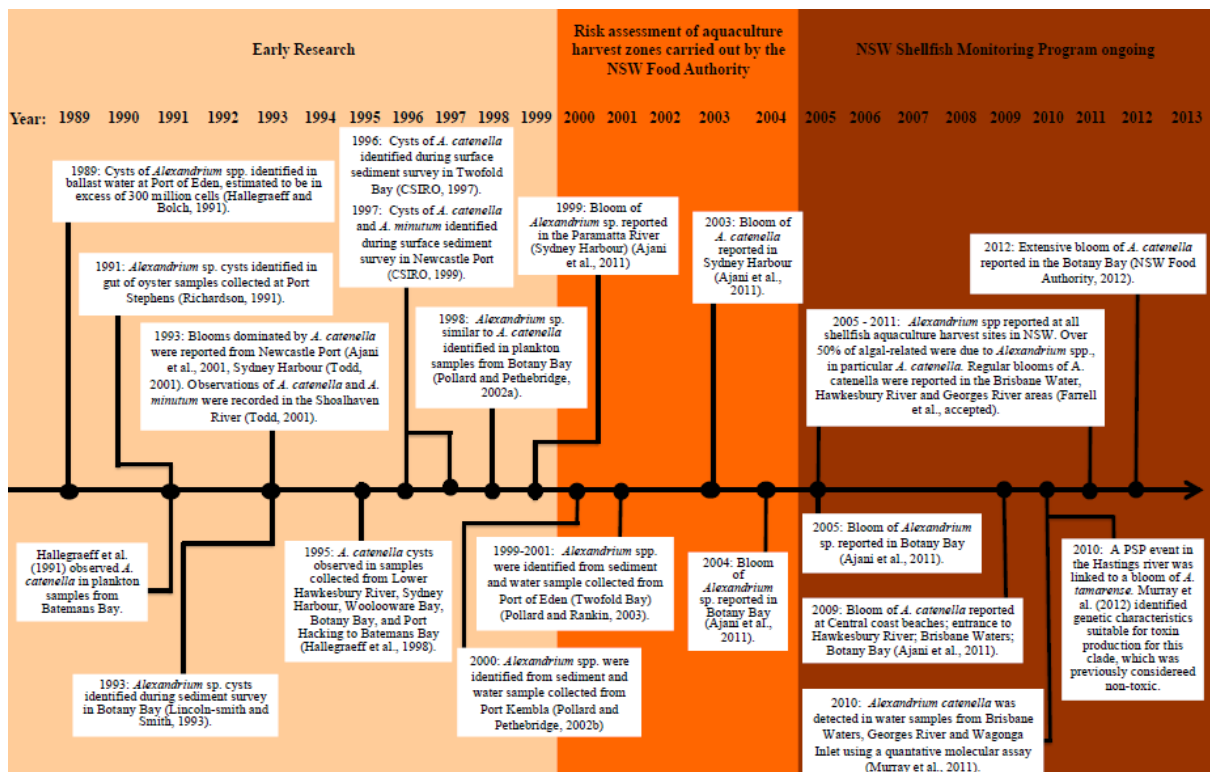 Early Research
Risk assessment of aquaculture
harvest zones carried out by the
NSW Food Authority
NSW Shellfish Monitoring Program ongoing
Year: 1989 1990 1991 1992 1993 1994 1995 1996 1997 1998 1999 2000 2001 2002 2003 2004 2005 2006 2007 2008 2009 2010 2011 2012 2013
1989: Cysts of Alexandrium spp. identified in
ballast water at Port of Eden, estimated to be in
excess of 300 million cells (Hallegraeff and
Bolch, 1991).
1991: Alexandrium sp. cysts identified in
gut of oyster samples collected at Port
Stephens (Richardson, 1991).
1993: Blooms dominated by A. catenella
were reported from Newcastle Port (Ajani
et al., 2001, Sydney Harbour (Todd,
2001). Observations of A. catenella and A.
minutum were recorded in the Shoalhaven
River (Todd, 2001).
1996: Cysts of A. catenella
identified during surface
sediment survey in Twofold
Bay (CSIRO, 1997).
1997: Cysts of A. catenella
and A. minutum identified
during surface sediment
survey in Newcastle Port
(CSIRO, 1999).
1998: Alexandrium sp.
similar to A. catenella
identified in plankton
samples from Botany Bay
(Pollard and Pethebridge,
2002a).
1999: Bloom of
Alexandrium sp. reported
in the Paramatta River
(Sydney Harbour) (Ajani
et al., 2011)
2003: Bloom of
A. catenella
reported in
Sydney Harbour
(Ajani et al.,
2011).
2012: Extensive bloom of A. catenella
reported in the Botany Bay (NSW Food
Authority, 2012).
2005 - 2011: Alexandrium spp reported at all
shellfish aquaculture harvest sites in NSW. Over
50% of algal-related were due to Alexandrium spp.,
in particular A. catenella. Regular blooms of A.
catenella were reported in the Brisbane Water,
Hawkesbury River and Georges River areas (Farrell
et al., accepted).
Hallegraeff et al.
(1991) observed A.
catenella in plankton
samples from
Batemans Bay.
1993: Alexandrium sp. cysts
identified during sediment survey
in Botany Bay (Lincoln-smith and
Smith, 1993).
1995: A. catenella cysts
observed in samples
collected from Lower
Hawkesbury River, Sydney
Harbour, Woolooware Bay,
Botany Bay, and Port
Hacking to Batemans Bay
(Hallegraeff et al., 1998).
1999-2001: Alexandrium spp.
were identified from sediment
and water sample collected from
Port of Eden (Twofold Bay)
(Pollard and Rankin, 2003).
2000: Alexandrium spp. were
identified from sediment and
water sample collected from
Port Kembla (Pollard and
Pethebridge, 2002b)
2004: Bloom
of
Alexandrium
sp. reported in
Botany Bay
(Ajani et al.,
2011).
2005: Bloom of Alexandrium
sp. reported in Botany Bay
(Ajani et al., 2011).
2009: Bloom of A. catenella reported
at Central coast beaches; entrance to
Hawkesbury River; Brisbane Waters;
Botany Bay (Ajani et al., 2011).
2010: Alexandrium catenella was
detected in water samples from Brisbane
Waters, Georges River and Wagonga
Inlet using a quantative molecular assay
(Murray et al., 2011).
2010: A PSP event in
the Hastings river was
linked to a bloom of A.
tamarense. Murray et
al. (2012) identified
genetic characteristics
suitable for toxin
production for this
clade, which was
previously considereed
non-toxic.